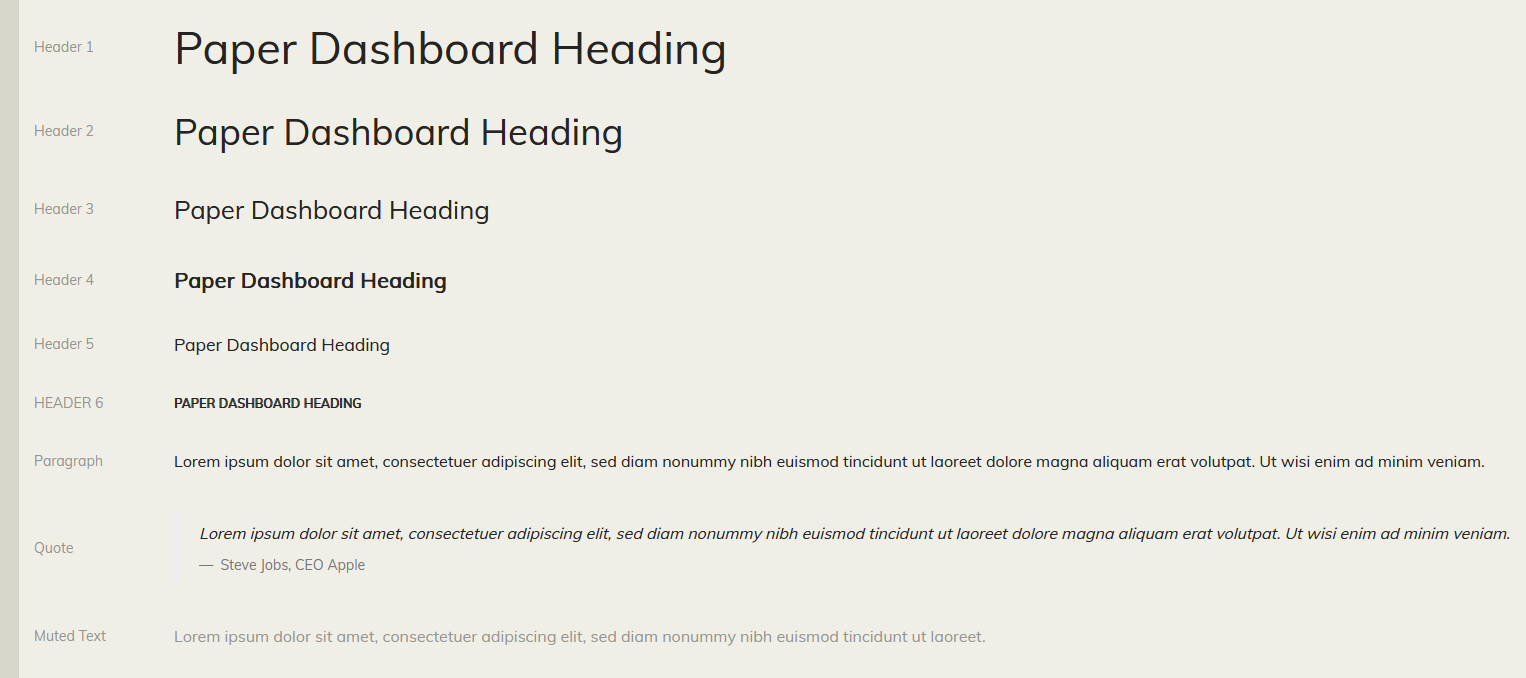 Header 1
Paper Dashboard Heading
Header 2
Paper Dashboard Heading
Header 3
Paper Dashboard Heading
Header 4
Paper Dashboard Heading
Header 5
Paper Dashboard Heading
HEADER 6
PAPER DASHBOARD HEADING
Paragraph
Lorem ipsum dolor sit amet, consectetuer adipiscing elit, sed diam nonummy nibh euismod tincidunt ut laoreet dolore magna aliquam erat volutpat. Ut wisi enim ad minim veniam.
Quote
Lorem ipsum dolor sit amet, consectetuer adipiscing elit, sed diam nonummy nibh euismod tincidunt ut laoreet dolore magna aliquam erat volutpat. Ut wisi enim ad minim veniam.
— Steve Jobs, CEO Apple
Muted Text
Lorem ipsum dolor sit amet, consectetuer adipiscing elit, sed diam nonummy nibh euismod tincidunt ut laoreet.